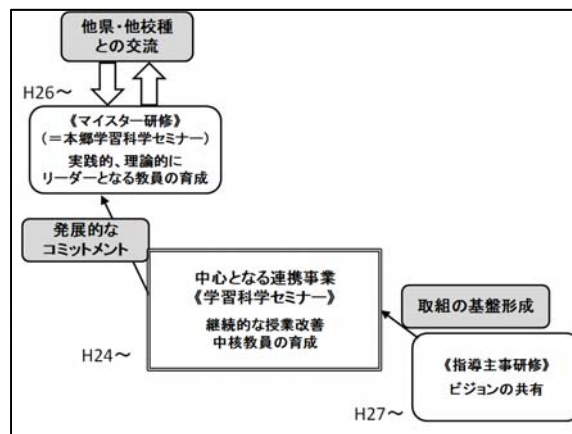 他県・他校種
との交流
H26～
《マイスター研修》
(＝本郷学習科学セミナー)
実践的、理論的に
リーダーとなる教員の育成
発展的な
コミットメント
中心となる連携事業
《学習科学セミナー》
継続的な授業改善
中核教員の育成
H24～
取組の基盤形成
《指導主事研修》
ビジョンの共有
H27～